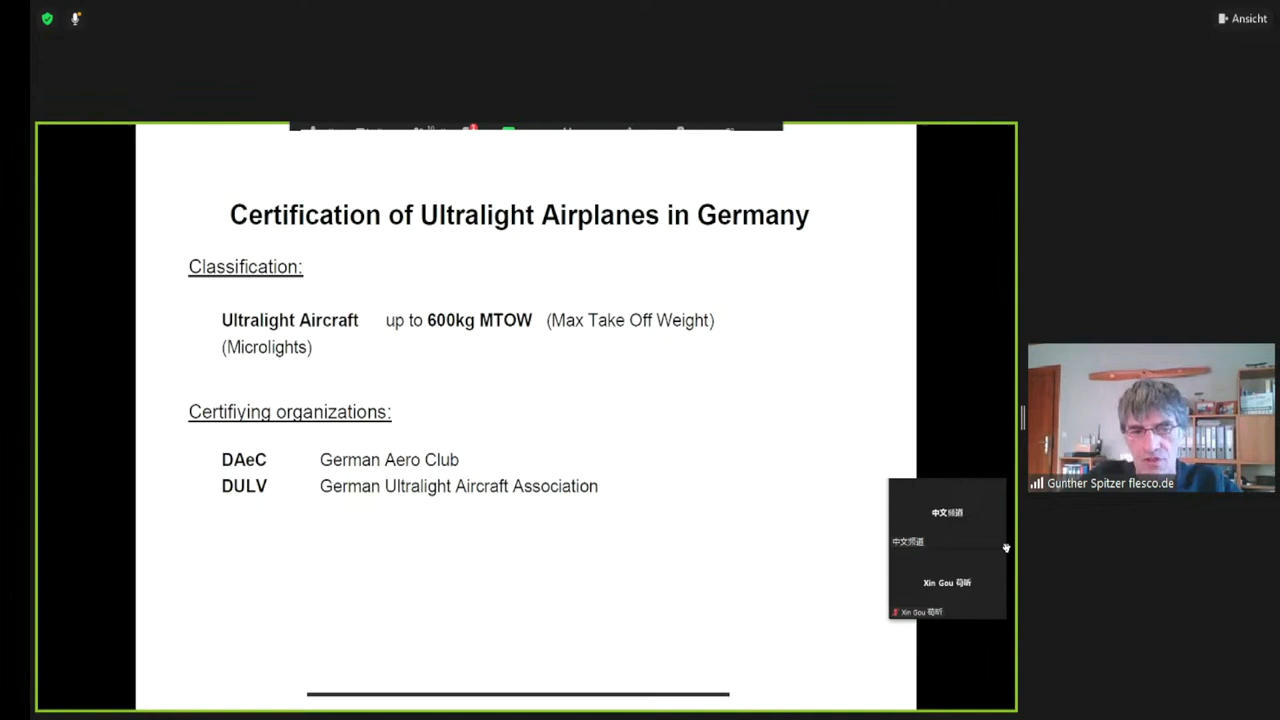 Ansicht
10
Certification of Ultralight Airplanes in Germany
Classification:
Ultralight Aircraft up to 600kg MTOW (Max Take Off Weight)
(Microlights)
Certifiying organizations:
DAeC German Aero Club
DULV German Ultralight Aircraft Association
Gunther Spitzer flesco.de
中文频道
中文频道
Xin Gou 苟昕
Xin Gou 苟昕